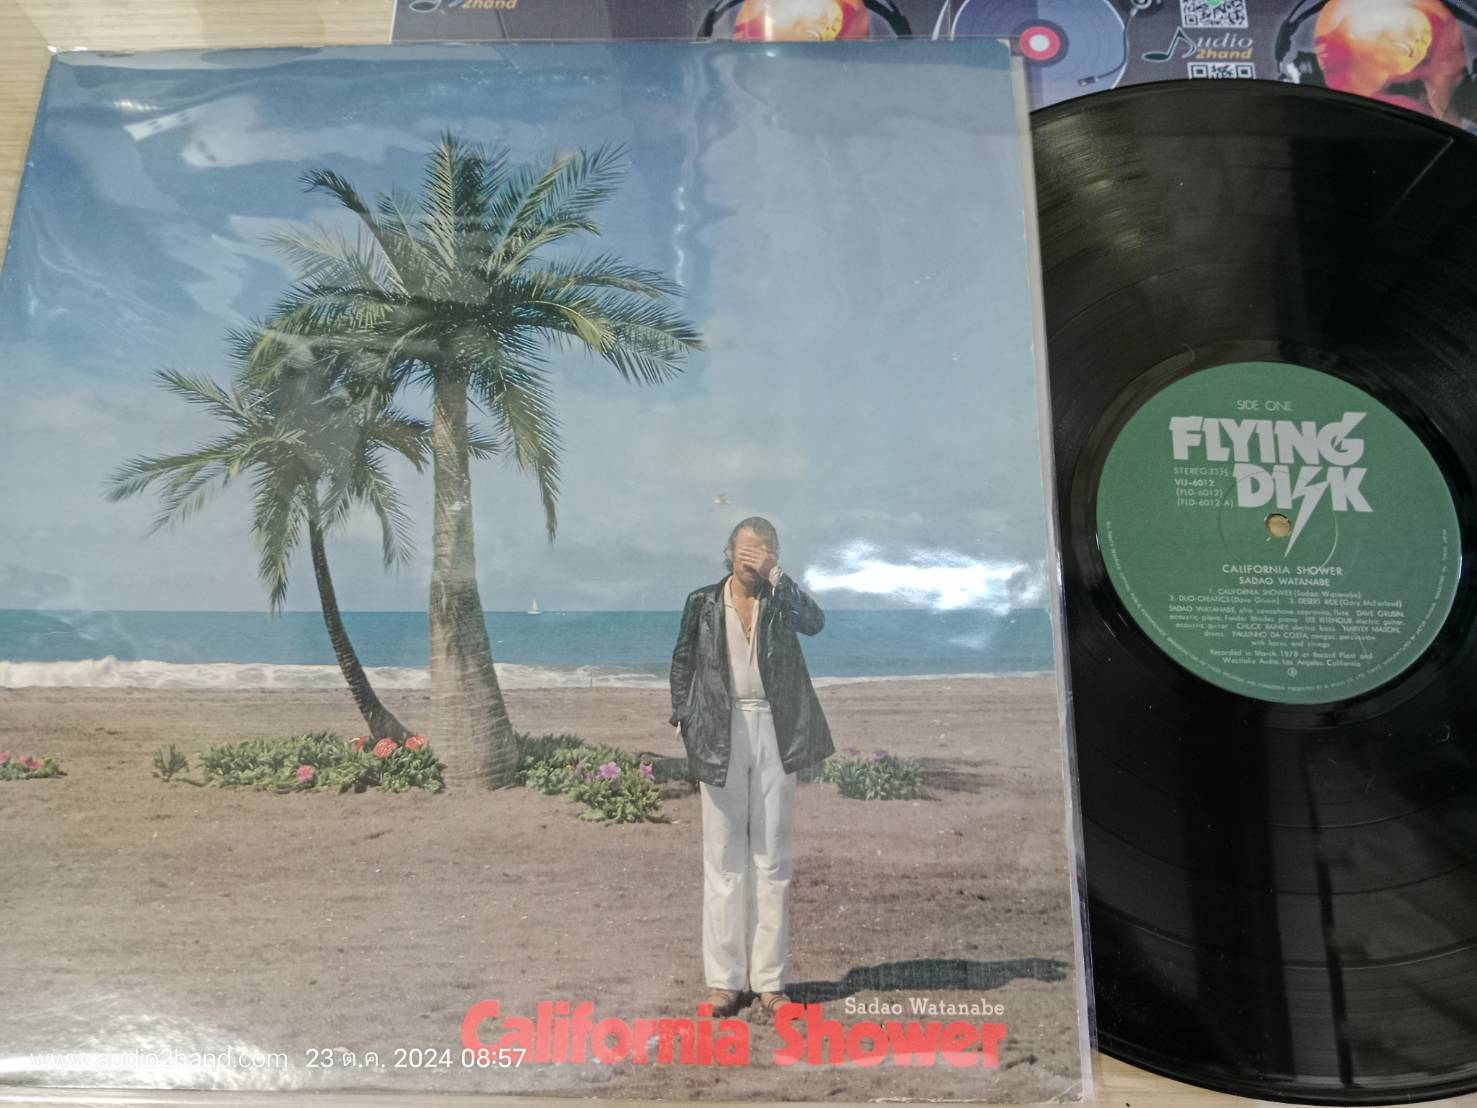 2hand
udio
2hand
SIDE ONE
FLYING
DISK
STEREO:33⅓
VIJ-6012
(FLD-6012)
(FLD-6012-A)
CALIFORNIA SHOWER
SADAO WATANABE
1. CALIFORNIA SHOWER (Sadao Watanabe)
2. DUO-CREATICS (Dave Grusin) 3. DESERT RIDE (Gary McFarland)
SADAO WATANABE, alto saxophone, sopranino, flute DAVE GRUSIN,
acoustic piano, Fender Rhodes piano LEE RITENOUR electric guitar,
acoustic guitar CHUCK RAINEY, electric bass HARVEY MASON,
drums PAULINHO DA COSTA, congas, percussion
with horns and strings
Recorded in March, 1978 at Record Plant and
Westlake Audio, Los Angeles, California
Sadao Watanabe
California Shower
www.audio2hand.com 23 ต.ค. 2024 08:57